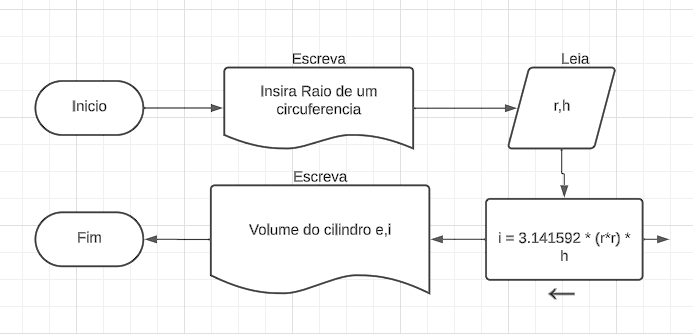 Escreva
Leia
Inicio
Insira Raio de um
circuferencia
r,h
Escreva
Fim
Volume do cilindro e,i
i = 3.141592 * (r*r) *
h